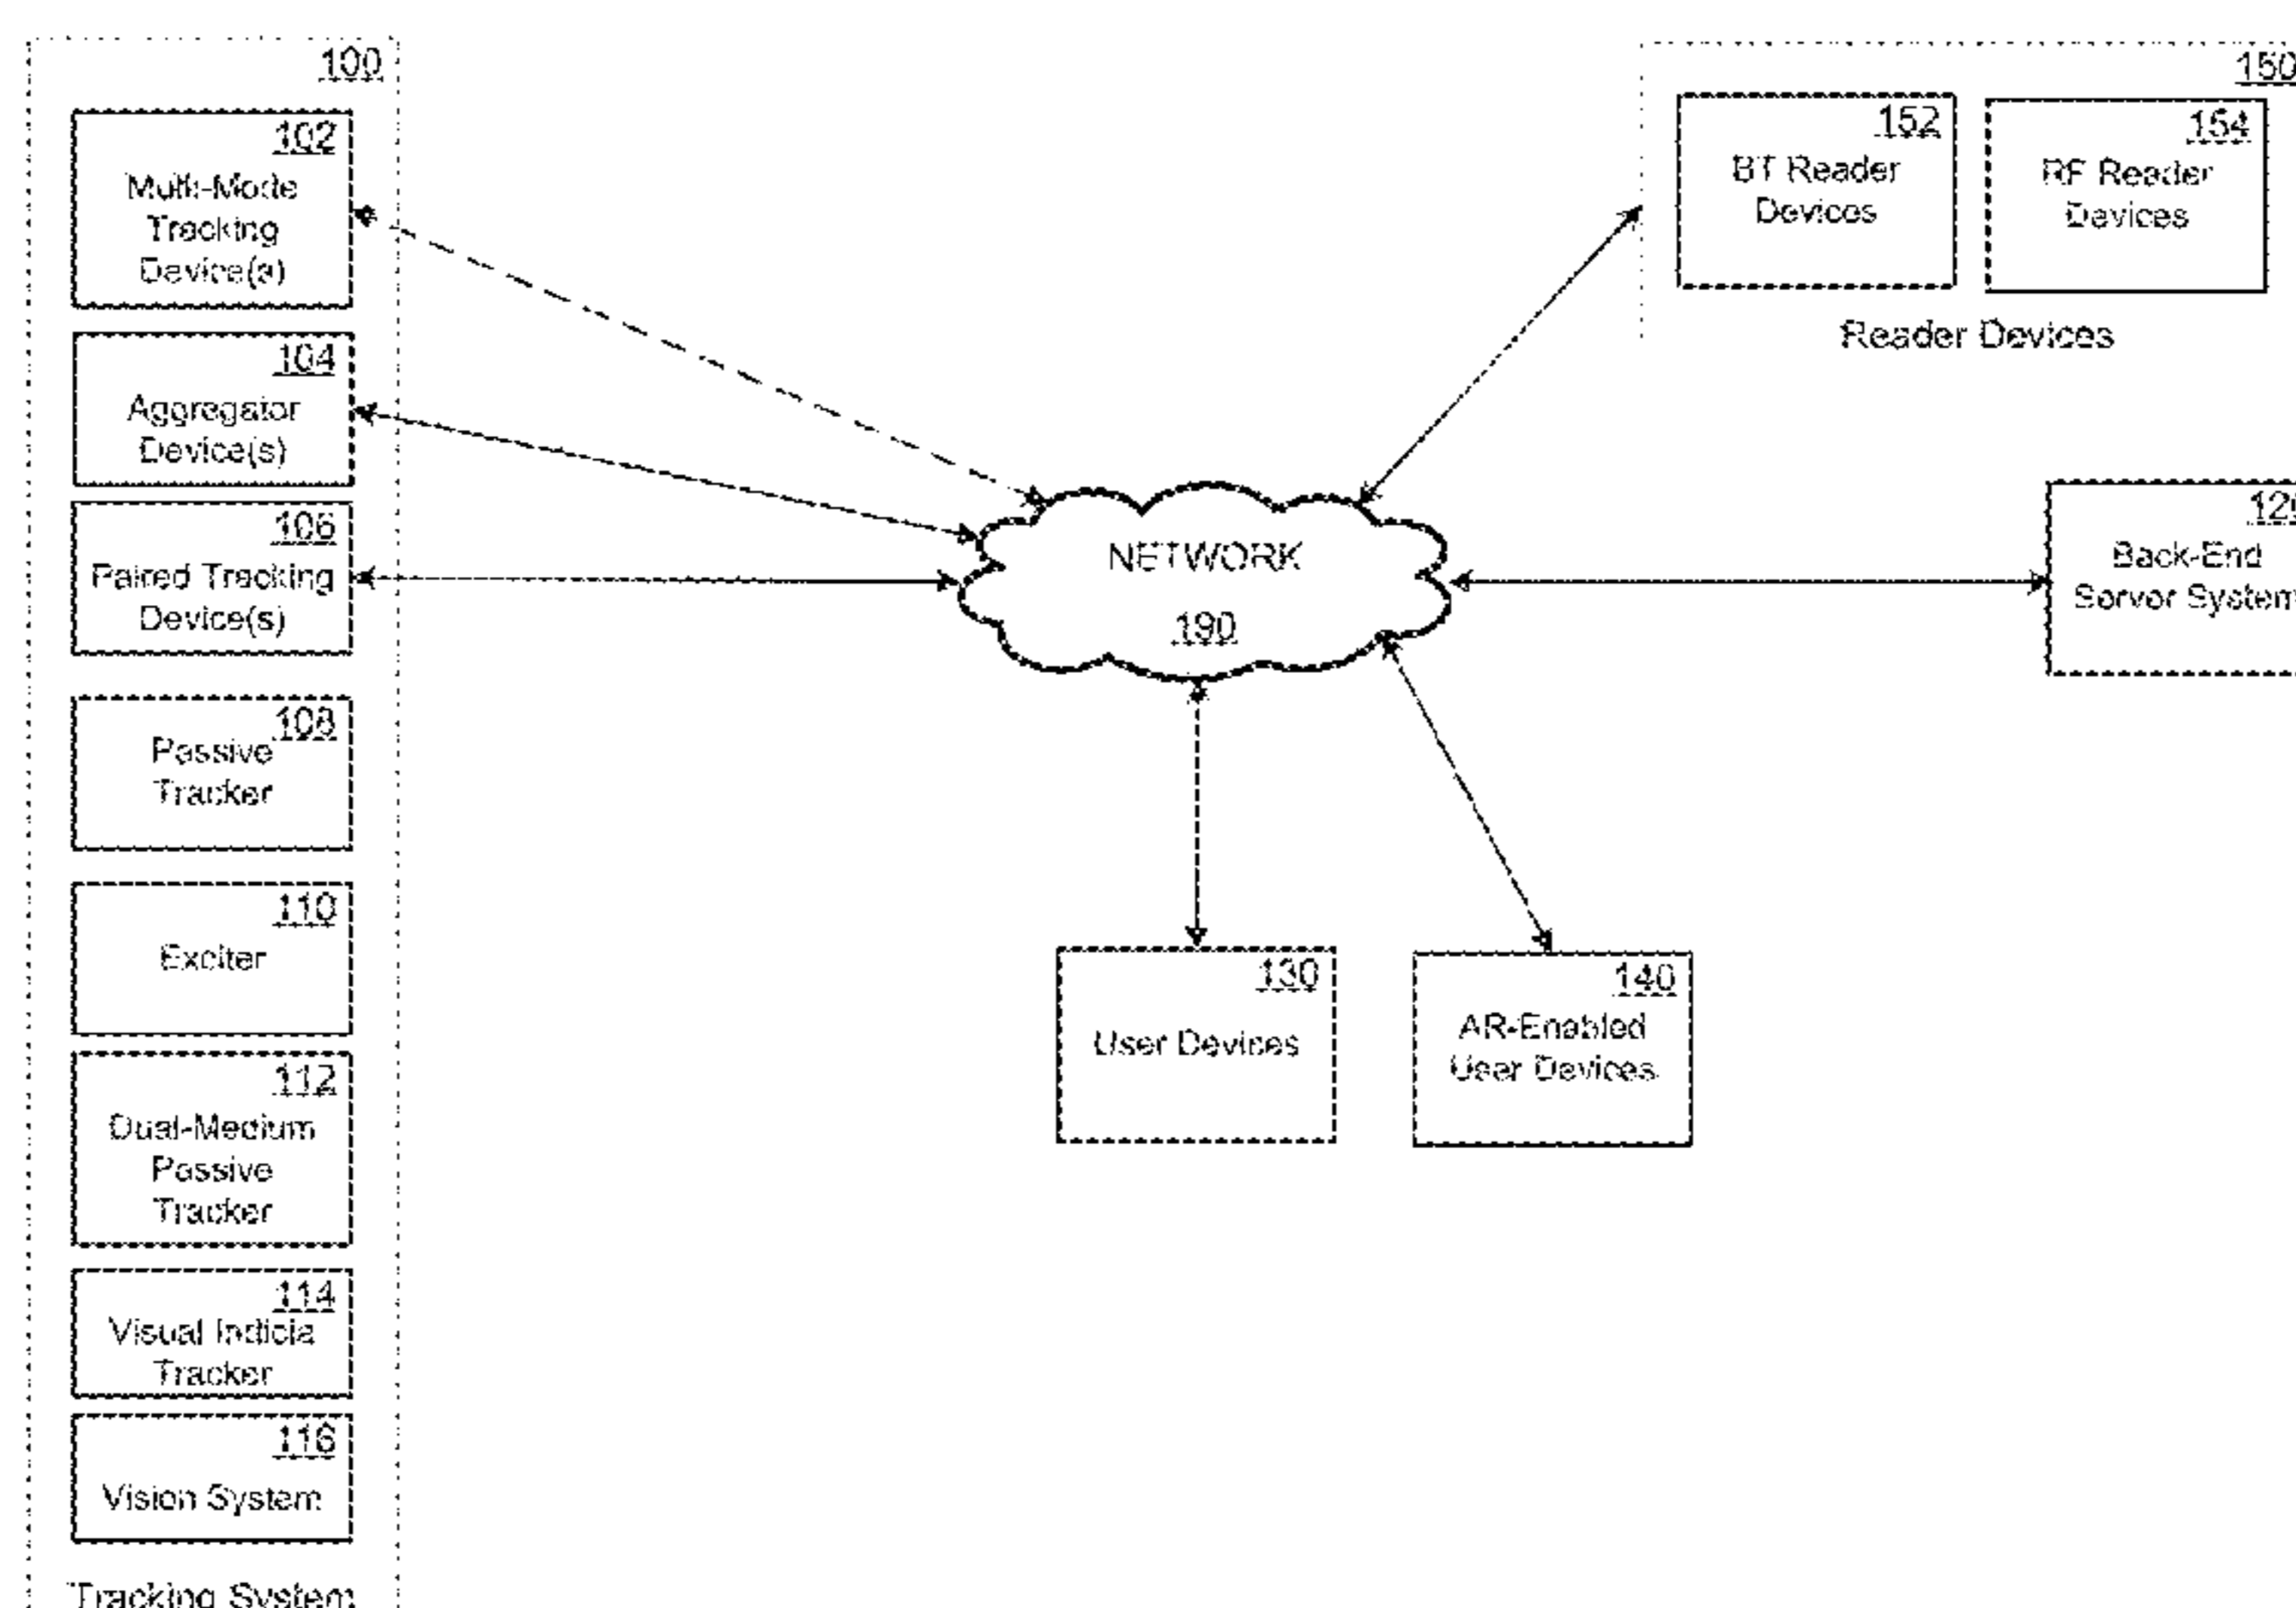 100
102
Multi-Mode
Tracking
Device(s)
104
Aggregator
Device(s)
106
Paired Tracking
Device(s)
108
Passive
Tracker
110
Exciter
112
Dual-Medium
Passive
Tracker
114
Visual Indicia
Tracker
116
Vision System
Tracking System
NETWORK
190
150
152
BT Reader
Devices
154
RF Reader
Devices
Reader Devices
Back-End
Server System
130
User Devices
140
AR-Enabled
User Devices